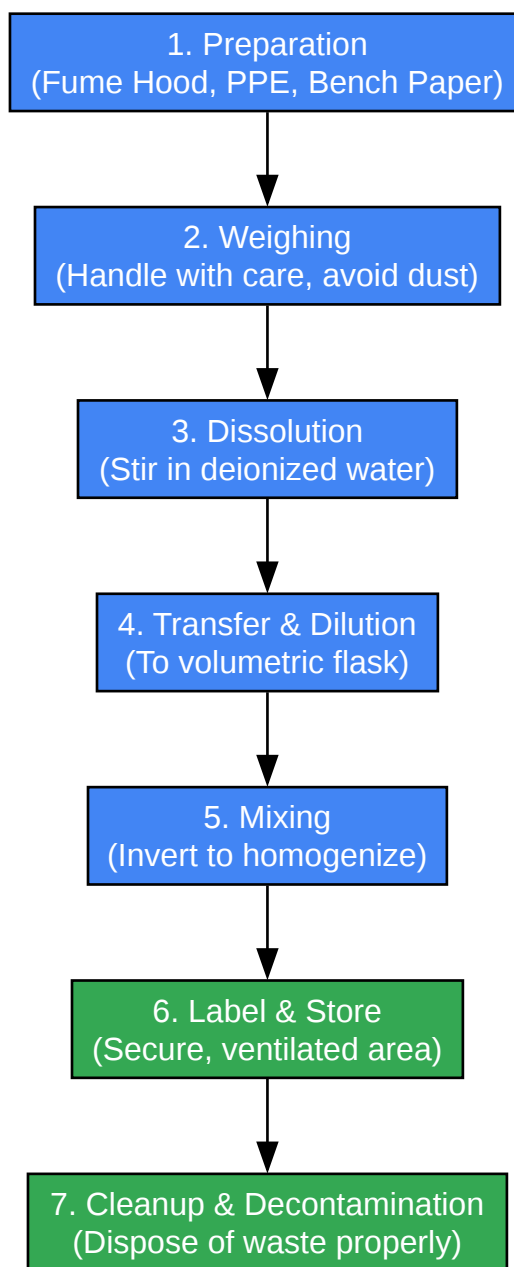 1. Preparation
(Fume Hood, PPE, Bench Paper)
2. Weighing
(Handle with care, avoid dust)
3. Dissolution
(Stir in deionized water)
4. Transfer & Dilution
(To volumetric flask)
5. Mixing
(Invert to homogenize)
6. Label & Store
(Secure, ventilated area)
7. Cleanup & Decontamination
(Dispose of waste properly)